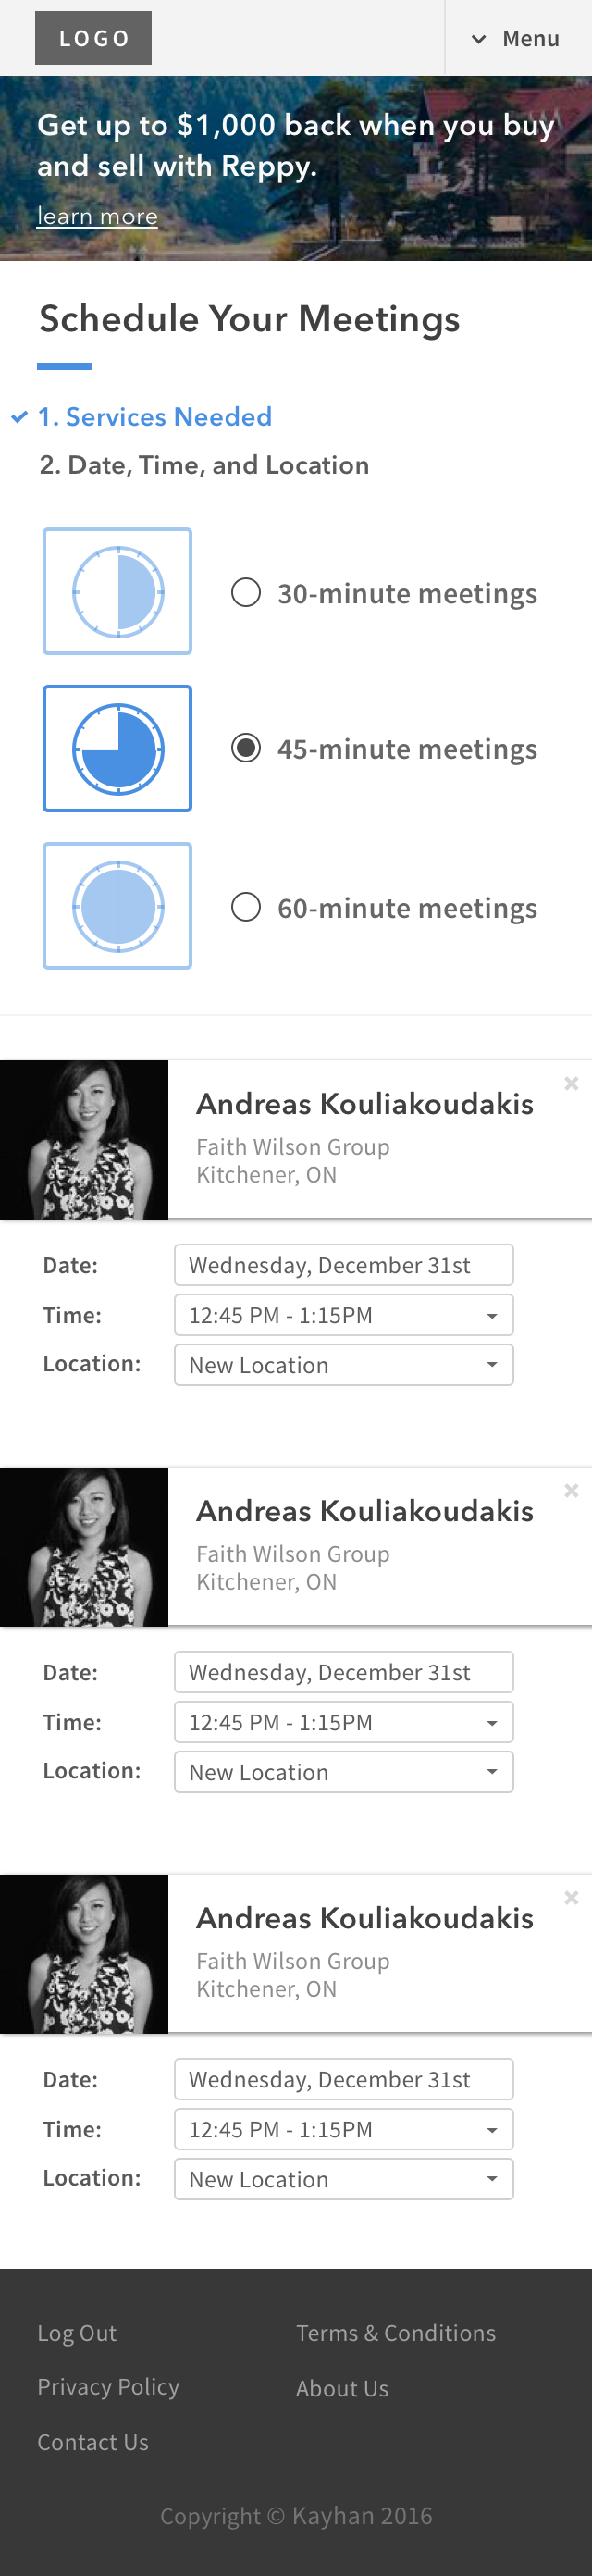 LOGO
Menu
Get up to $1,000 back when you buy
and sell with Reppy.
learn more
Schedule Your Meetings
1. Services Needed
2. Date, Time, and Location
30-minute meetings
45-minute meetings
60-minute meetings
Andreas Kouliakoudakis
Faith Wilson Group
Kitchener, ON
Date: Wednesday, December 31st
Time: 12:45 PM - 1:15PM
Location: New Location
Andreas Kouliakoudakis
Faith Wilson Group
Kitchener, ON
Date: Wednesday, December 31st
Time: 12:45 PM - 1:15PM
Location: New Location
Andreas Kouliakoudakis
Faith Wilson Group
Kitchener, ON
Date: Wednesday, December 31st
Time: 12:45 PM - 1:15PM
Location: New Location
Log Out
Terms & Conditions
Privacy Policy
About Us
Contact Us
Copyright © Kayhan 2016